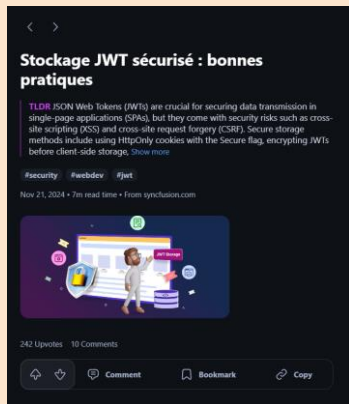 Stockage JWT sécurisé : bonnes
pratiques
TLDR JSON Web Tokens (JWTs) are crucial for securing data transmission in
single-page applications (SPAs), but they come with security risks such as cross-
site scripting (XSS) and cross-site request forgery (CSRF). Secure storage
methods include using HttpOnly cookies with the Secure flag, encrypting JWTs
before client-side storage, Show more
#security #webdev #jwt
Nov 21, 2024 • 7m read time • From syncfusion.com
JWT Storage
242 Upvotes 10 Comments
Comment Bookmark Copy